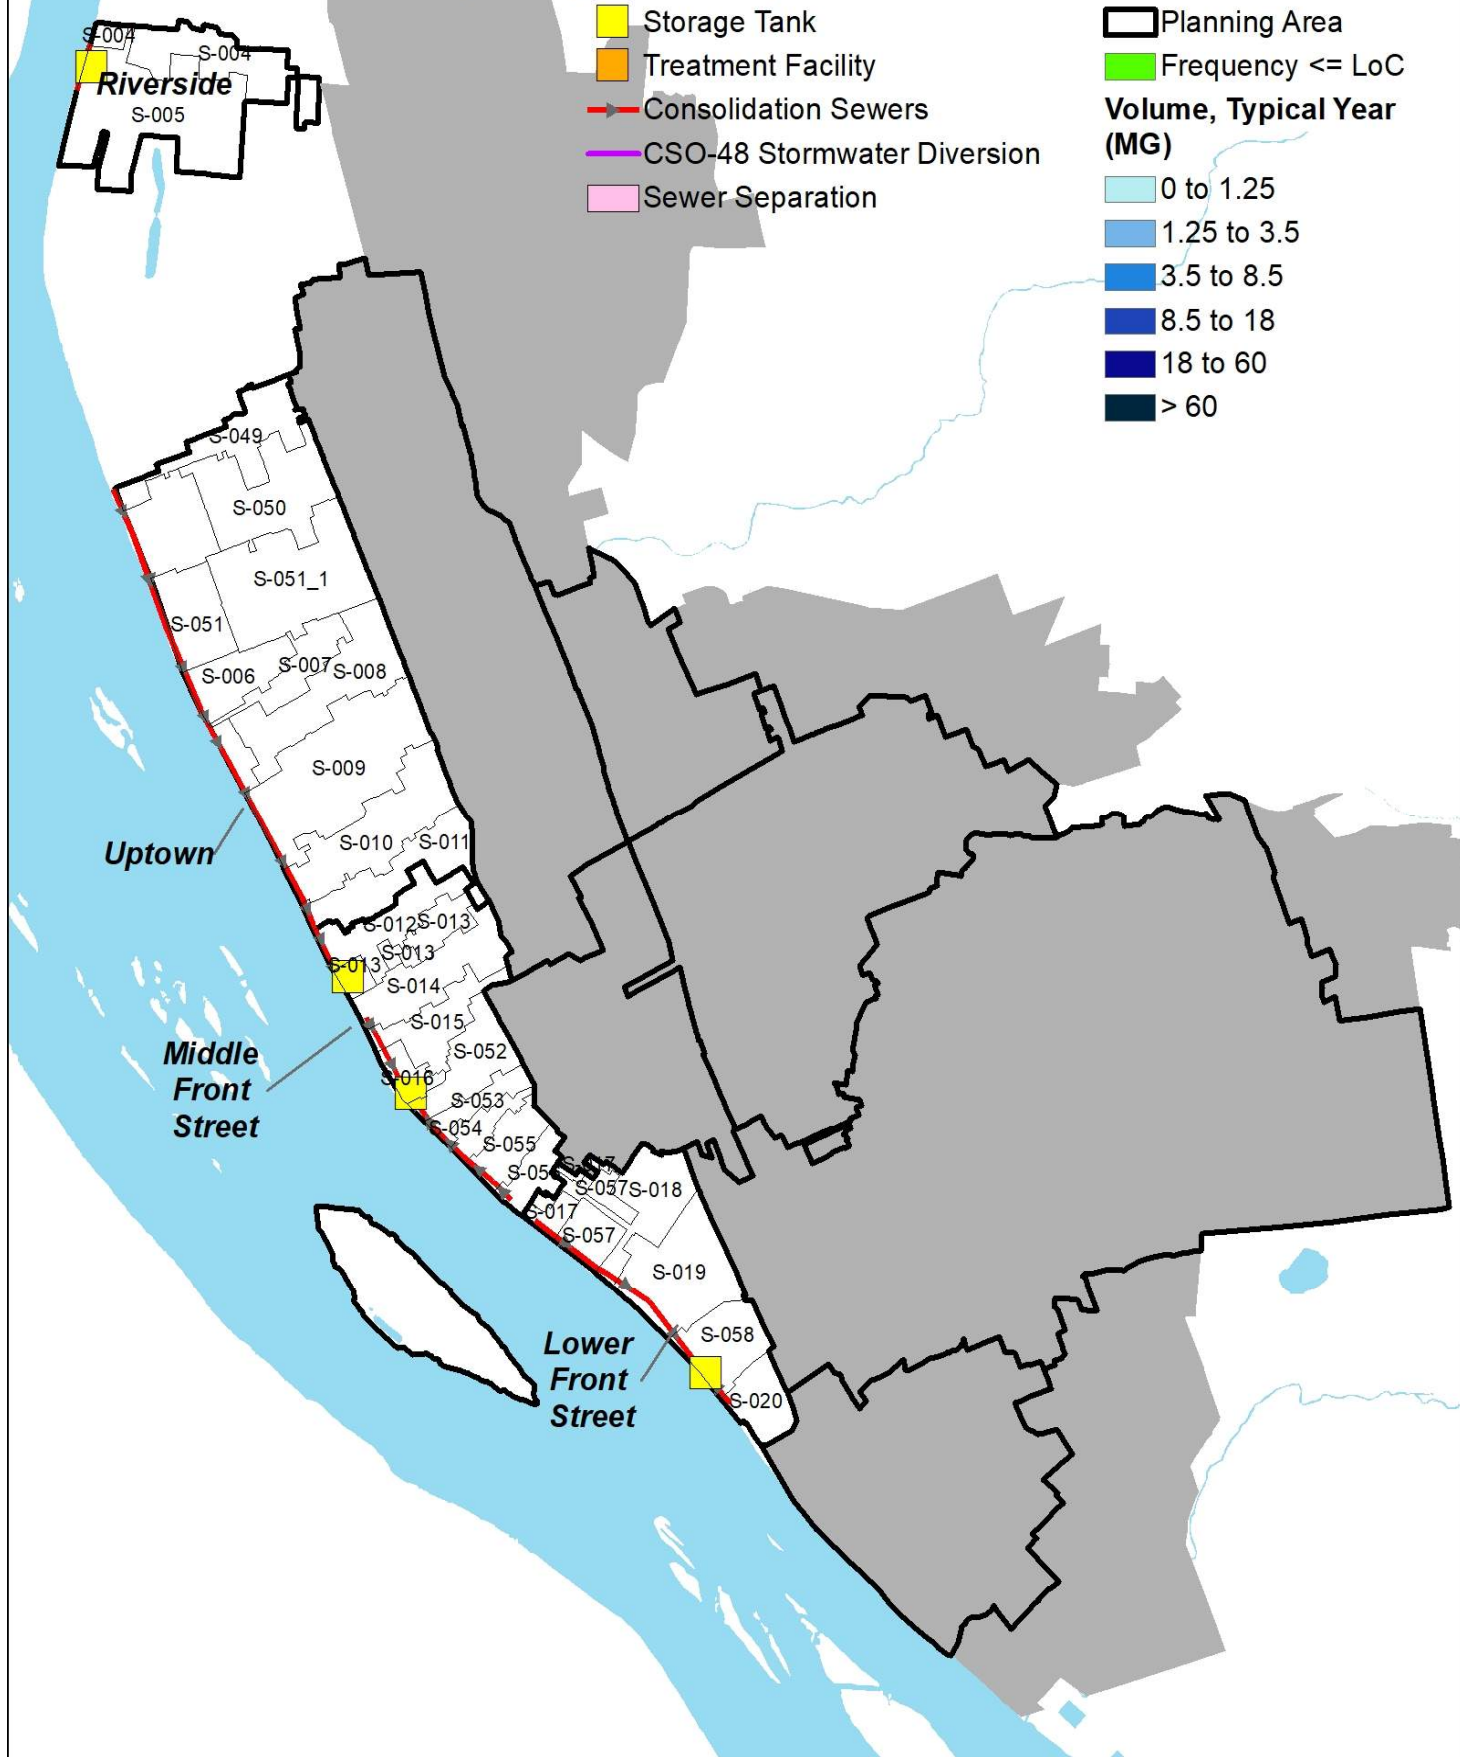 Storage Tank
Treatment Facility
Consolidation Sewers
CSO-48 Stormwater Diversion
Sewer Separation
Planning Area
Frequency <= LoC
Volume, Typical Year
(MG)
0 to 1.25
1.25 to 3.5
3.5 to 8.5
8.5 to 18
18 to 60
> 60
S-004
S-004
Riverside
S-005
S-049
S-050
S-051_1
S-051
S-006
S-007
S-008
S-009
Uptown
S-010
S-011
S-012
S-013
S-013
S-013
S-014
S-015
Middle
Front
Street
S-052
S-016
S-053
S-054
S-055
S-017
S-057
S-018
S-017
S-057
S-019
Lower
Front
Street
S-058
S-020